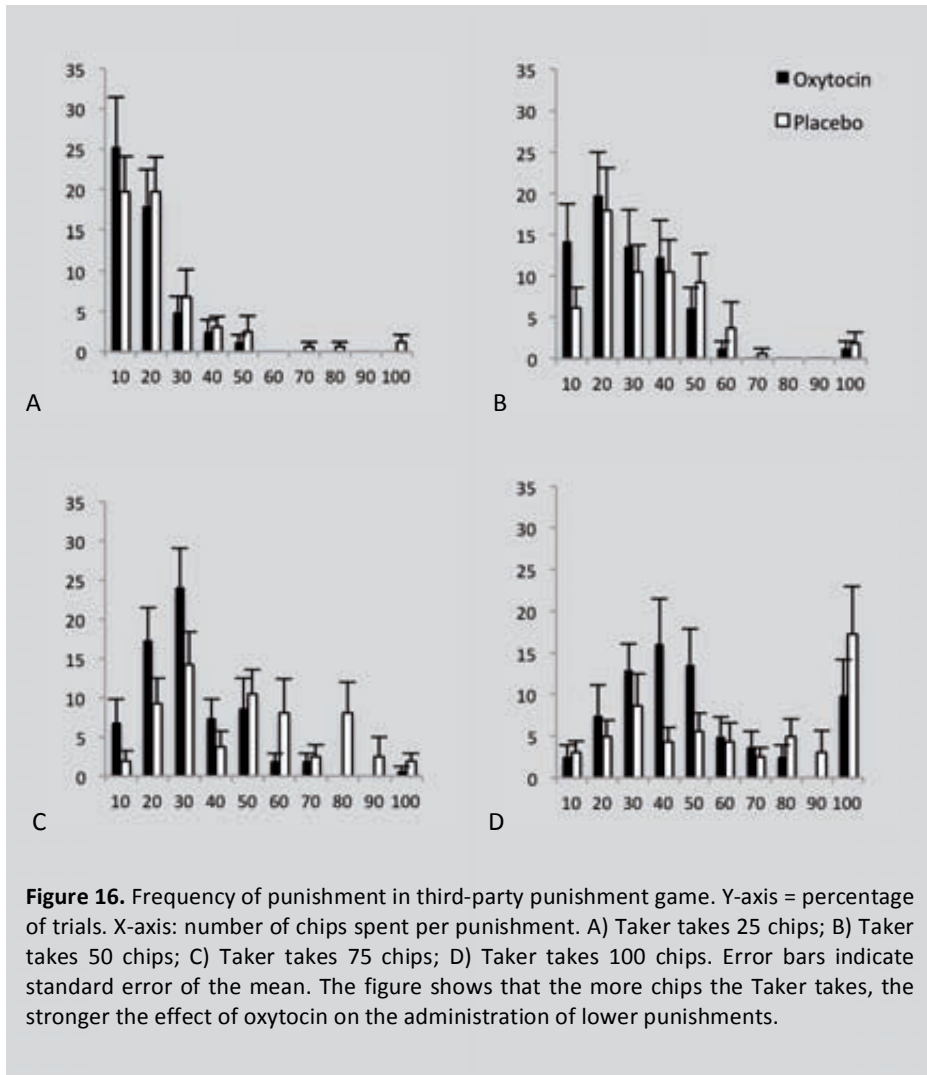 35
30
25
20
15
10
5
0
10 20 30 40 50 60 70 80 90 100
A
35
30
25
20
15
10
5
0
10 20 30 40 50 60 70 80 90 100
Oxytocin
Placebo
B
35
30
25
20
15
10
5
0
10 20 30 40 50 60 70 80 90 100
C
35
30
25
20
15
10
5
0
10 20 30 40 50 60 70 80 90 100
D
Figure 16. Frequency of punishment in third-party punishment game. Y-axis = percentage
of trials. X-axis: number of chips spent per punishment. A) Taker takes 25 chips; B) Taker
takes 50 chips; C) Taker takes 75 chips; D) Taker takes 100 chips. Error bars indicate
standard error of the mean. The figure shows that the more chips the Taker takes, the
stronger the effect of oxytocin on the administration of lower punishments.